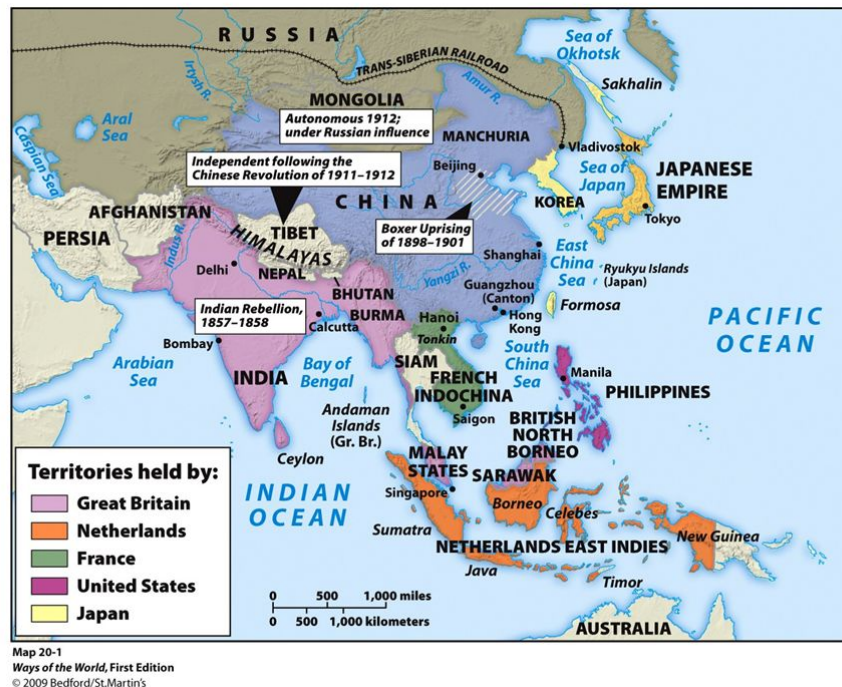 RUSSIA
Sea of
Okhotsk
TRANS-SIBERIAN RAILROAD
Sakhalin
Irtysh R.
Amur R.
MONGOLIA
Autonomous 1912;
under Russian influence
Aral
Sea
Caspian Sea
MANCHURIA
Vladivostok
Independent following the
Chinese Revolution of 1911–1912
Beijing
Sea of
Japan
JAPANESE
EMPIRE
CHINA
KOREA
Tokyo
AFGHANISTAN
PERSIA
Indus R.
TIBET
HIMALAYAS
Boxer Uprising
of 1898–1901
Shanghai
East
China
Sea
Delhi
NEPAL
Yangzi R.
Ryukyu Islands
(Japan)
BHUTAN
Guangzhou
(Canton)
Hong
Kong
Formosa
Indian Rebellion,
1857–1858
BURMA
Hanoi
Tonkin
Calcutta
PACIFIC
OCEAN
Bombay
Arabian
Sea
INDIA
Bay of
Bengal
SIAM
South
China
Sea
Manila
PHILIPPINES
FRENCH
INDOCHINA
Andaman
Islands
(Gr. Br.)
Saigon
BRITISH
NORTH
BORNEO
Ceylon
MALAY
STATES
SARAWAK
Singapore
Borneo
Celebes
INDIAN
OCEAN
Sumatra
New Guinea
NETHERLANDS EAST INDIES
Java
Timor
AUSTRALIA
Territories held by:
Great Britain
Netherlands
France
United States
Japan
0 500 1,000 miles
0 500 1,000 kilometers
Map 20-1
Ways of the World, First Edition
© 2009 Bedford/St.Martin's